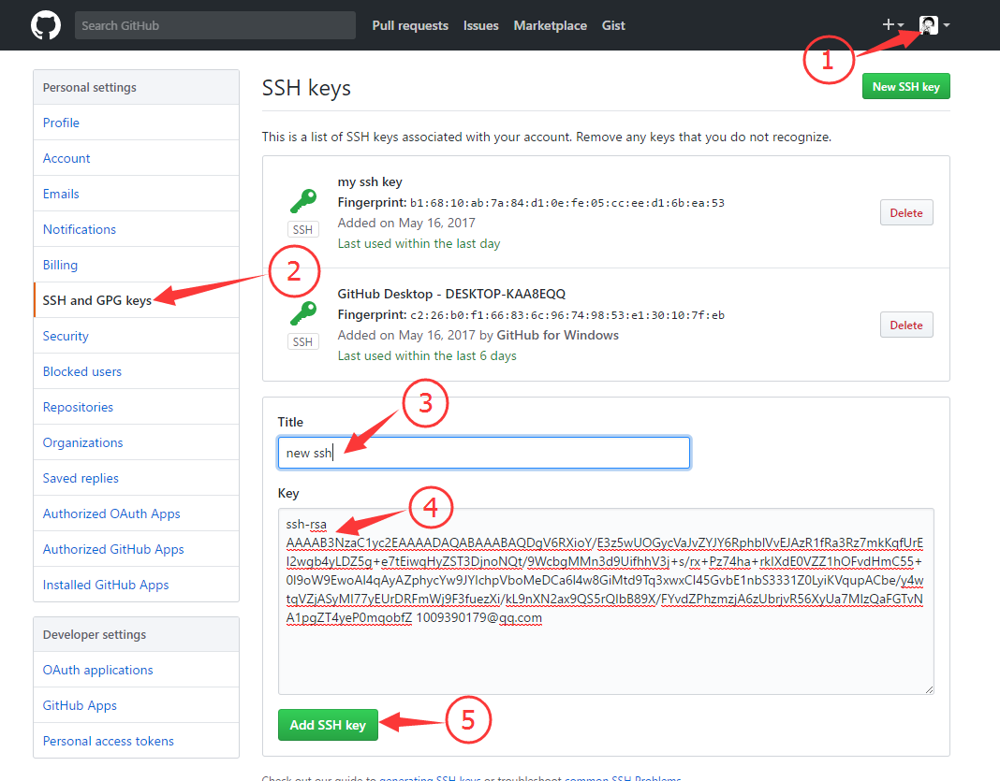 Search GitHub
Pull requests Issues Marketplace Gist
1
Personal settings
Profile
Account
Emails
Notifications
Billing
SSH and GPG keys
Security
Blocked users
Repositories
Organizations
Saved replies
Authorized OAuth Apps
Authorized GitHub Apps
Installed GitHub Apps
Developer settings
OAuth applications
GitHub Apps
Personal access tokens
SSH keys
New SSH key
This is a list of SSH keys associated with your account. Remove any keys that you do not recognize.
my ssh key
Fingerprint: b1:68:10:ab:7a:84:d1:0e:fe:05:cc:ee:d1:6b:ea:53
SSH
Added on May 16, 2017
Last used within the last day
Delete
2
GitHub Desktop - DESKTOP-KAA8EQQ
Fingerprint: c2:26:b0:f1:66:83:6c:96:74:98:53:e1:30:10:7f:eb
SSH
Added on May 16, 2017 by GitHub for Windows
Last used within the last 6 days
Delete
3
Title
new ssh
Key
4
ssh-rsa
AAAAB3NzaC1yc2EAAAADAQABAAABAQDgV6RXioY/E3z5wUOGycVaJvZYJY6RphbIVvEJAzR1fRa3Rz7mkKqfUrE
I2wgb4yLDZ5g+e7tEiwqHyZST3DjnoNQt/9WcbgMMn3d9UifhhV3j+s/rx+Pz74ha+rkIXdE0VZZ1hOFvdHmC55+
0I9oW9EwoAI4qAyAZphycYw9JYIchpVboMeDCa6I4w8GiMtd9Tq3xwxCI45GvbE1nbS3331Z0LyiKVqupACbe/y4w
tqVZjASyMI77yEUrDRFmWj9F3fuezXi/kL9nXN2ax9QS5rQIbB89X/FYvdZPhzmzjA6zUbrjvR56XyUa7MIzQaFGTvN
A1pgZT4yeP0mqobfZ 1009390179@qq.com
Add SSH key
5
Check out our guide to generating SSH keys or troubleshoot common SSH Problems